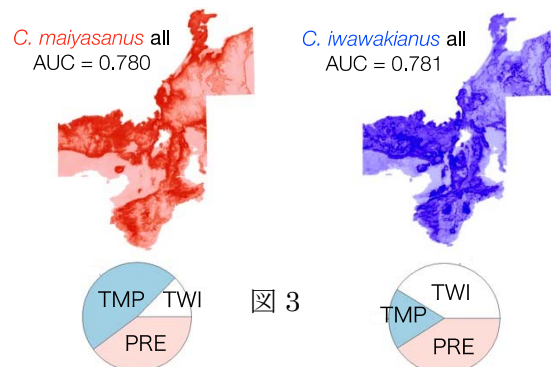 C. maiyasanus all
AUC = 0.780
C. iwawakianus all
AUC = 0.781
TMP
TWI
PRE
図 3
TWI
TMP
PRE